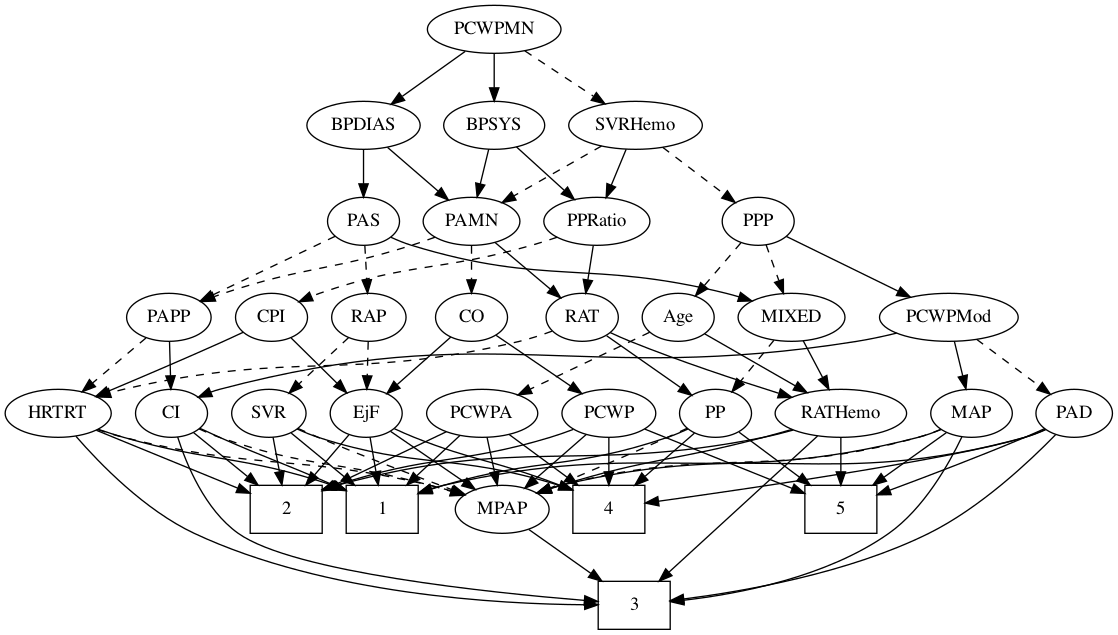 PCWPMN
BPDIAS
BPSYS
SVRHemo
PAS
PAMN
PPRatio
PPP
PAPP
CPI
RAP
CO
RAT
Age
MIXED
PCWPMod
HRTRT
CI
SVR
EjF
PCWPA
PCWP
PP
RATHemo
MAP
PAD
2
1
MPAP
4
5
3